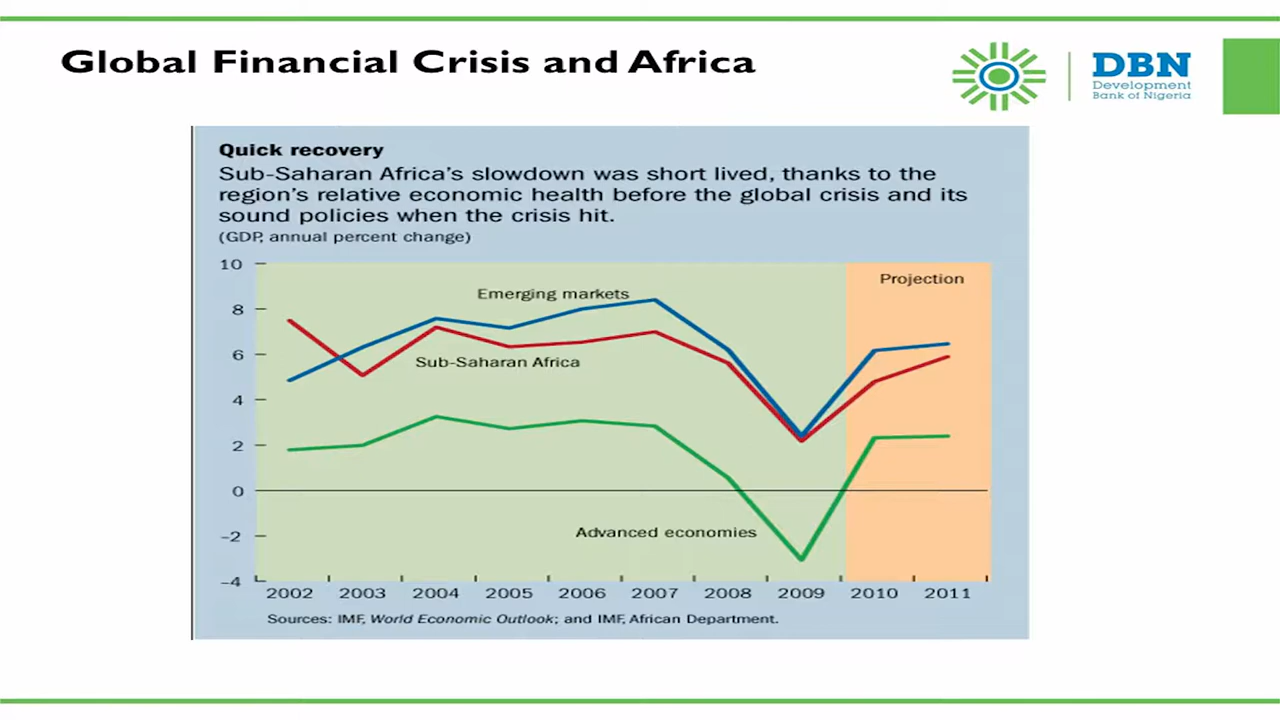 Global Financial Crisis and Africa
DBN
Development
Bank of Nigeria
Quick recovery
Sub-Saharan Africa's slowdown was short lived, thanks to the
region's relative economic health before the global crisis and its
sound policies when the crisis hit.
(GDP, annual percent change)
10
8
6
4
2
0
–2
–4
Emerging markets
Sub-Saharan Africa
Advanced economies
Projection
2002 2003 2004 2005 2006 2007 2008 2009 2010 2011
Sources: IMF, World Economic Outlook; and IMF, African Department.